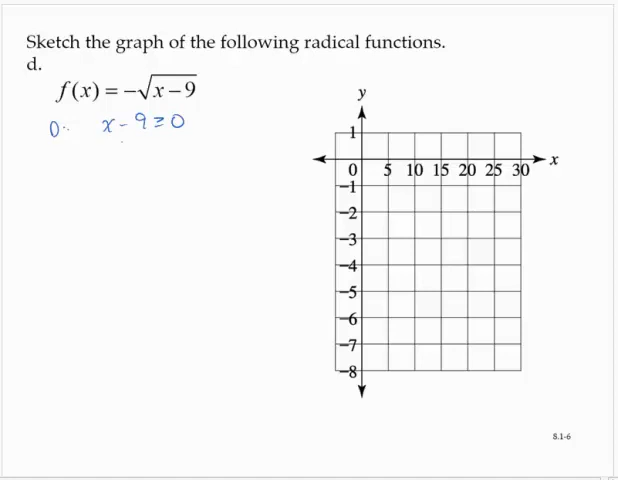 Sketch the graph of the following radical functions.
d.
f(x) = −√x − 9
D: x − 9 ≥ 0
y
1
0 5 10 15 20 25 30 x
−1
−2
−3
−4
−5
−6
−7
−8
8.1-6